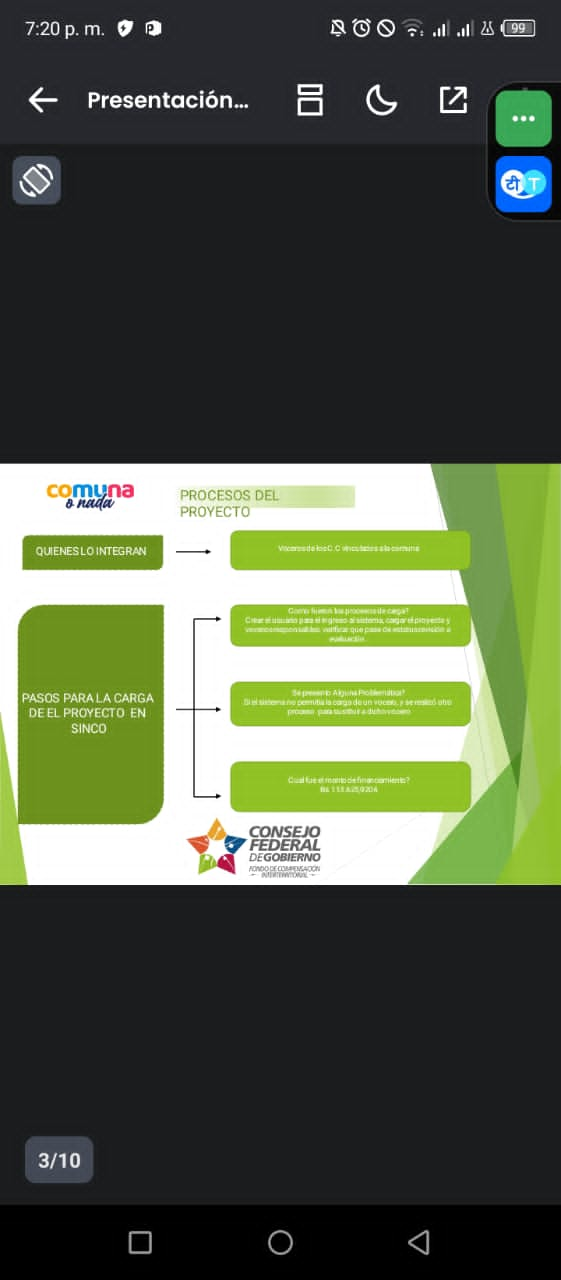 7:20 p. m.
99
Presentación...
टी T
comuna
o nada
PROCESOS DEL
PROYECTO
QUIENES LO INTEGRAN
Voceros de los C.C vinculados a la comuna
PASOS PARA LA CARGA
DE EL PROYECTO EN
SINCO
Como fueron los procesos de carga?
Crear el usuario para el ingreso al sistema, cargar el proyecto y
voceros responsables, verificar que pase de estatus revisión a
evaluación
Se presento Alguna Problemática?
Si el sistema no permitía la carga de un vocero, y se realizó otro
proceso para sustituir a dicho vocero
Cual fue el monto de financiamiento?
Bs
CONSEJO
FEDERAL
DE GOBIERNO
FONDO DE COMPENSACIÓN
INTERTERRITORIAL
3/10